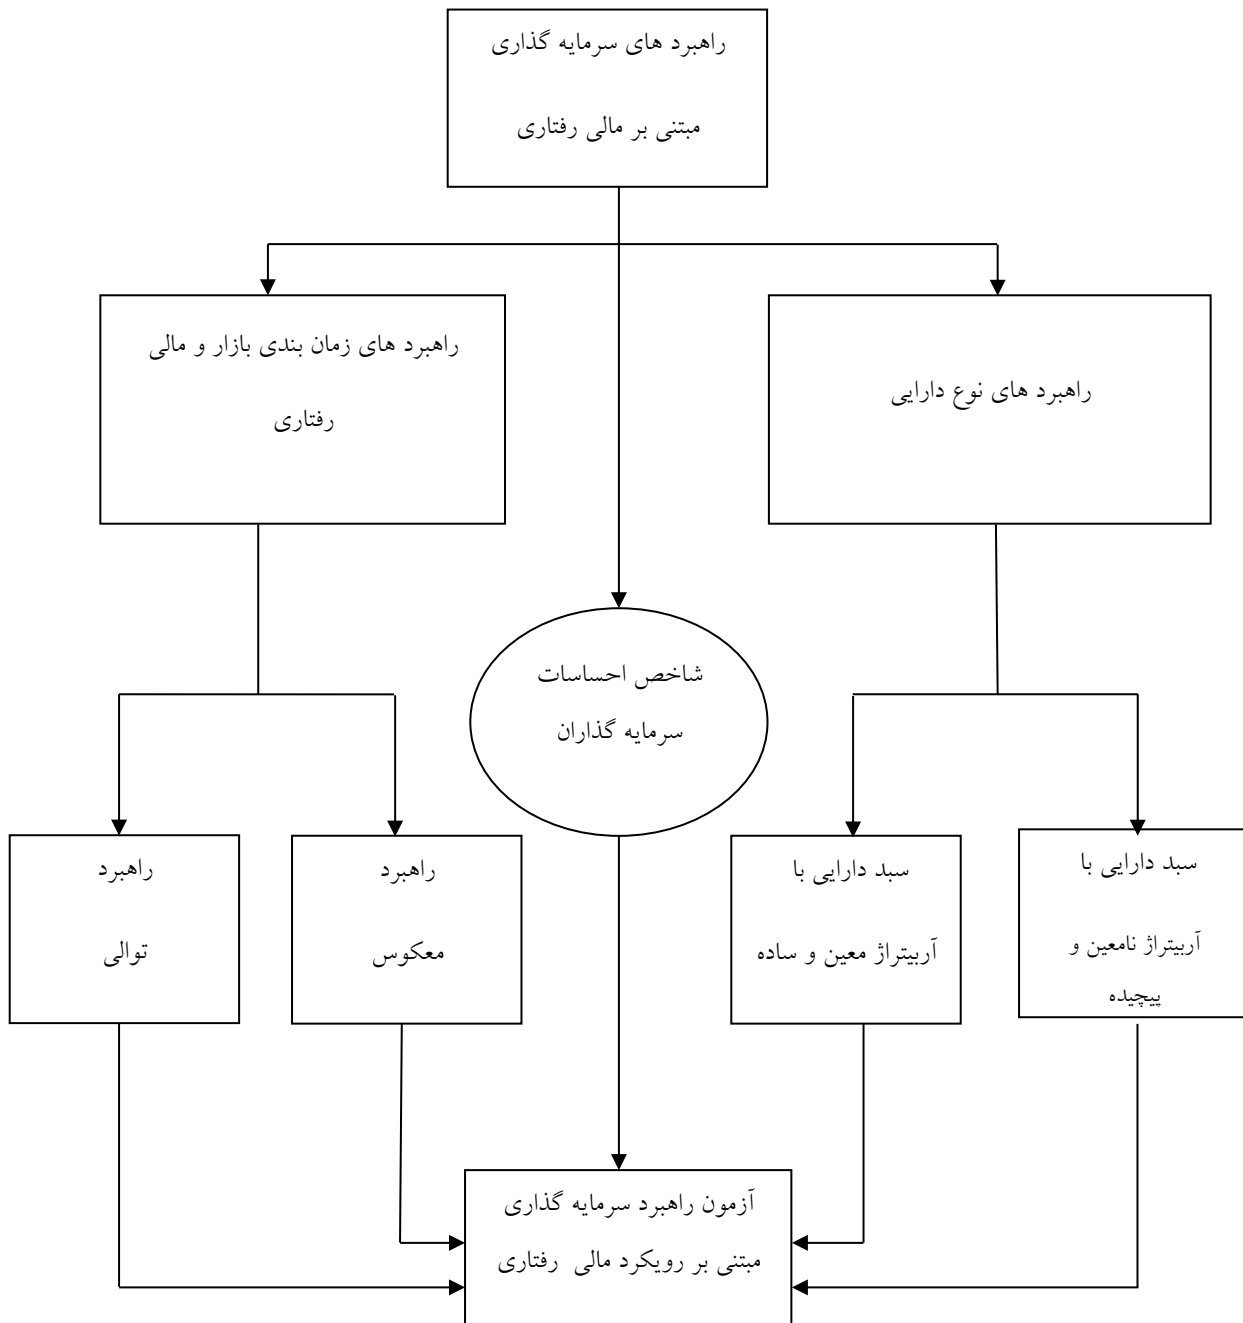 راهبرد های سرمایه گذاری
مبتنی بر مالی رفتاری
راهبرد های نوع دارایی
راهبرد های زمان بندی بازار و مالی
رفتاری
شاخص احساسات
سرمایه گذاران
سبد دارایی با
آربیتراژ نامعین و
پیچیده
سبد دارایی با
آربیتراژ معین و ساده
راهبرد
معکوس
راهبرد
توالی
آزمون راهبرد سرمایه گذاری
مبتنی بر رویکرد مالی رفتاری